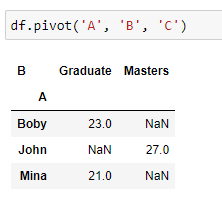 df.pivot('A', 'B', 'C')
B Graduate Masters
A
Boby 23.0 NaN
John NaN 27.0
Mina 21.0 NaN